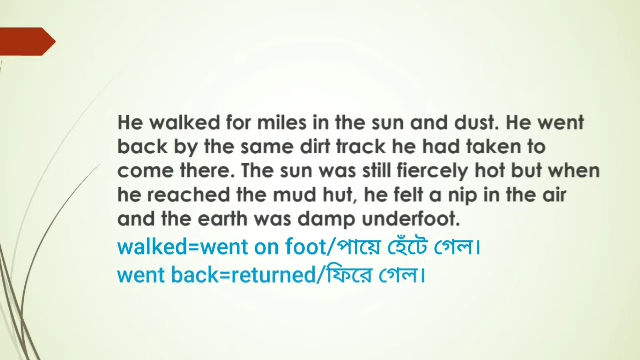 He walked for miles in the sun and dust. He went
back by the same dirt track he had taken to
come there. The sun was still fiercely hot but when
he reached the mud hut, he felt a nip in the air
and the earth was damp underfoot.
walked=went on foot/পায়ে হেঁটে গেল।
went back=returned/ফিরে গেল।